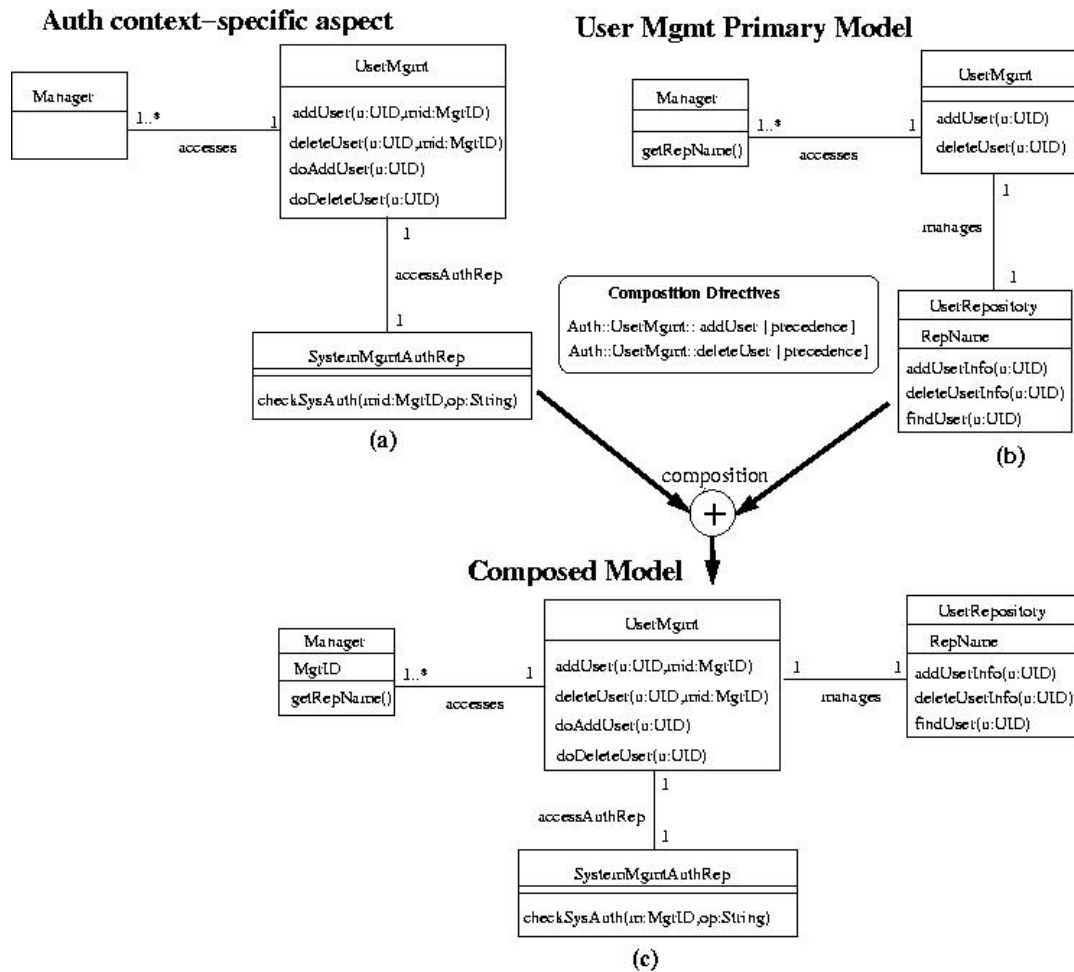 Auth context-specific aspect
User Mgmt Primary Model
UserMgmt
addUser(u:UID,mid:MgtID)
deleteUser(u:UID,mid:MgtID)
doAddUser(u:UID)
doDeleteUser(u:UID)
Manager
1..*
1
accesses
1
accessAuthRep
1
SystemMgmtAuthRep
checkSysAuth(mid:MgtID,op:String)
(a)
Manager
getRepName()
1..*
1
accesses
UserMgmt
addUser(u:UID)
deleteUser(u:UID)
1
manages
1
UserRepository
RepName
addUserInfo(u:UID)
deleteUserInfo(u:UID)
findUser(u:UID)
(b)
Composition Directives
Auth::UserMgmt:: addUser [precedence]
Auth::UserMgmt::deleteUser [precedence]
composition
+
Composed Model
Manager
MgtID
getRepName()
1..*
1
accesses
UserMgmt
addUser(u:UID,mid:MgtID)
deleteUser(u:UID,mid:MgtID)
doAddUser(u:UID)
doDeleteUser(u:UID)
1
1
manages
UserRepository
RepName
addUserInfo(u:UID)
deleteUserInfo(u:UID)
findUser(u:UID)
1
accessAuthRep
1
SystemMgmtAuthRep
checkSysAuth(m:MgtID,op:String)
(c)